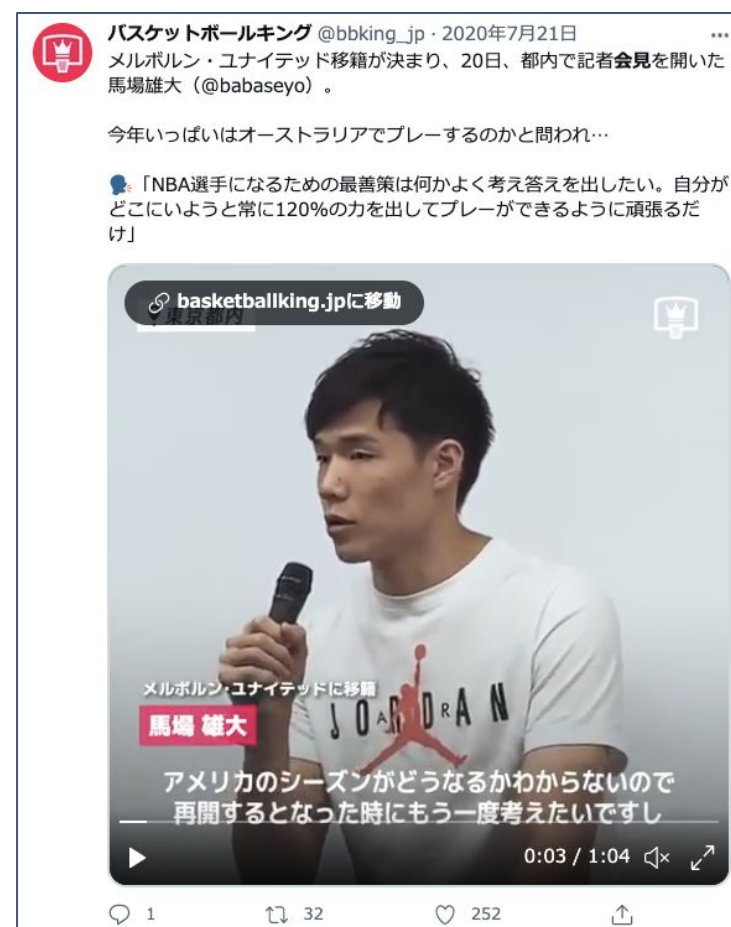 バスケットボールキング @bbking_jp · 2020年7月21日
メルボルン・ユナイテッド移籍が決まり、20日、都内で記者会見を開いた
馬場雄大（@babaseyo）。
今年いっぱいはオーストラリアでプレーするのかと問われ…
「NBA選手になるための最善策は何かよく考え答えを出したい。自分が
どこにいようと常に120%の力を出してプレーができるように頑張るだ
け」
basketballking.jpに移動
東京都内
メルボルン・ユナイテッドに移籍
馬場 雄大
JORDAN
AIR
アメリカのシーズンがどうなるかわからないので
再開するとなった時にもう一度考えたいですし
0:03 / 1:04
1 32 252